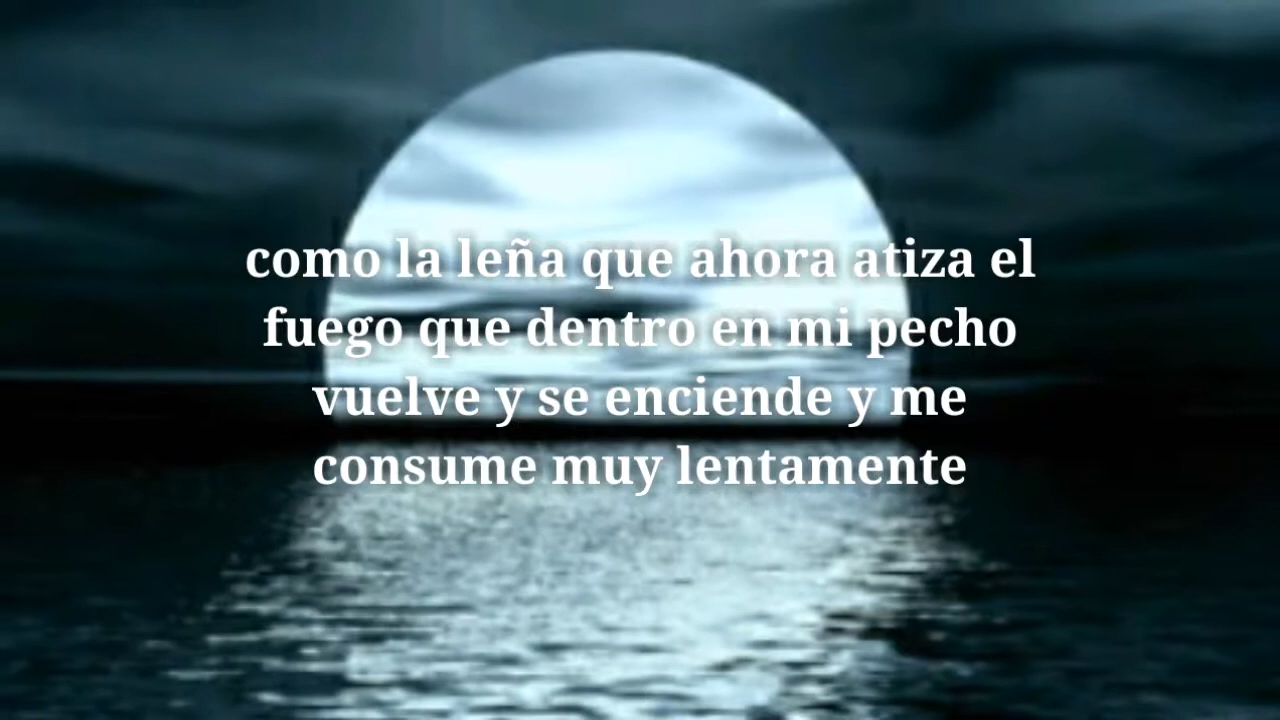 como la leña que ahora atiza el
fuego que dentro en mi pecho
vuelve y se enciende y me
consume muy lentamente